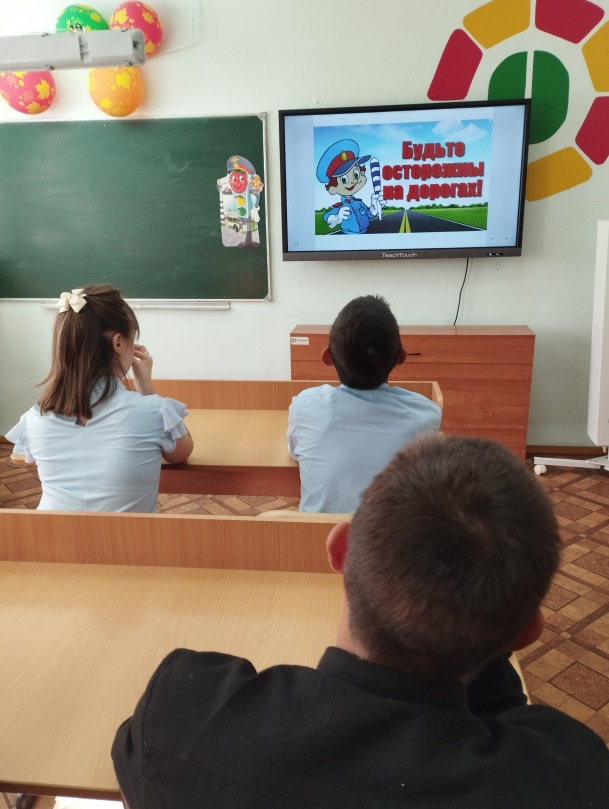 Будьте
осторожны
на дорогах!
TeachTouch